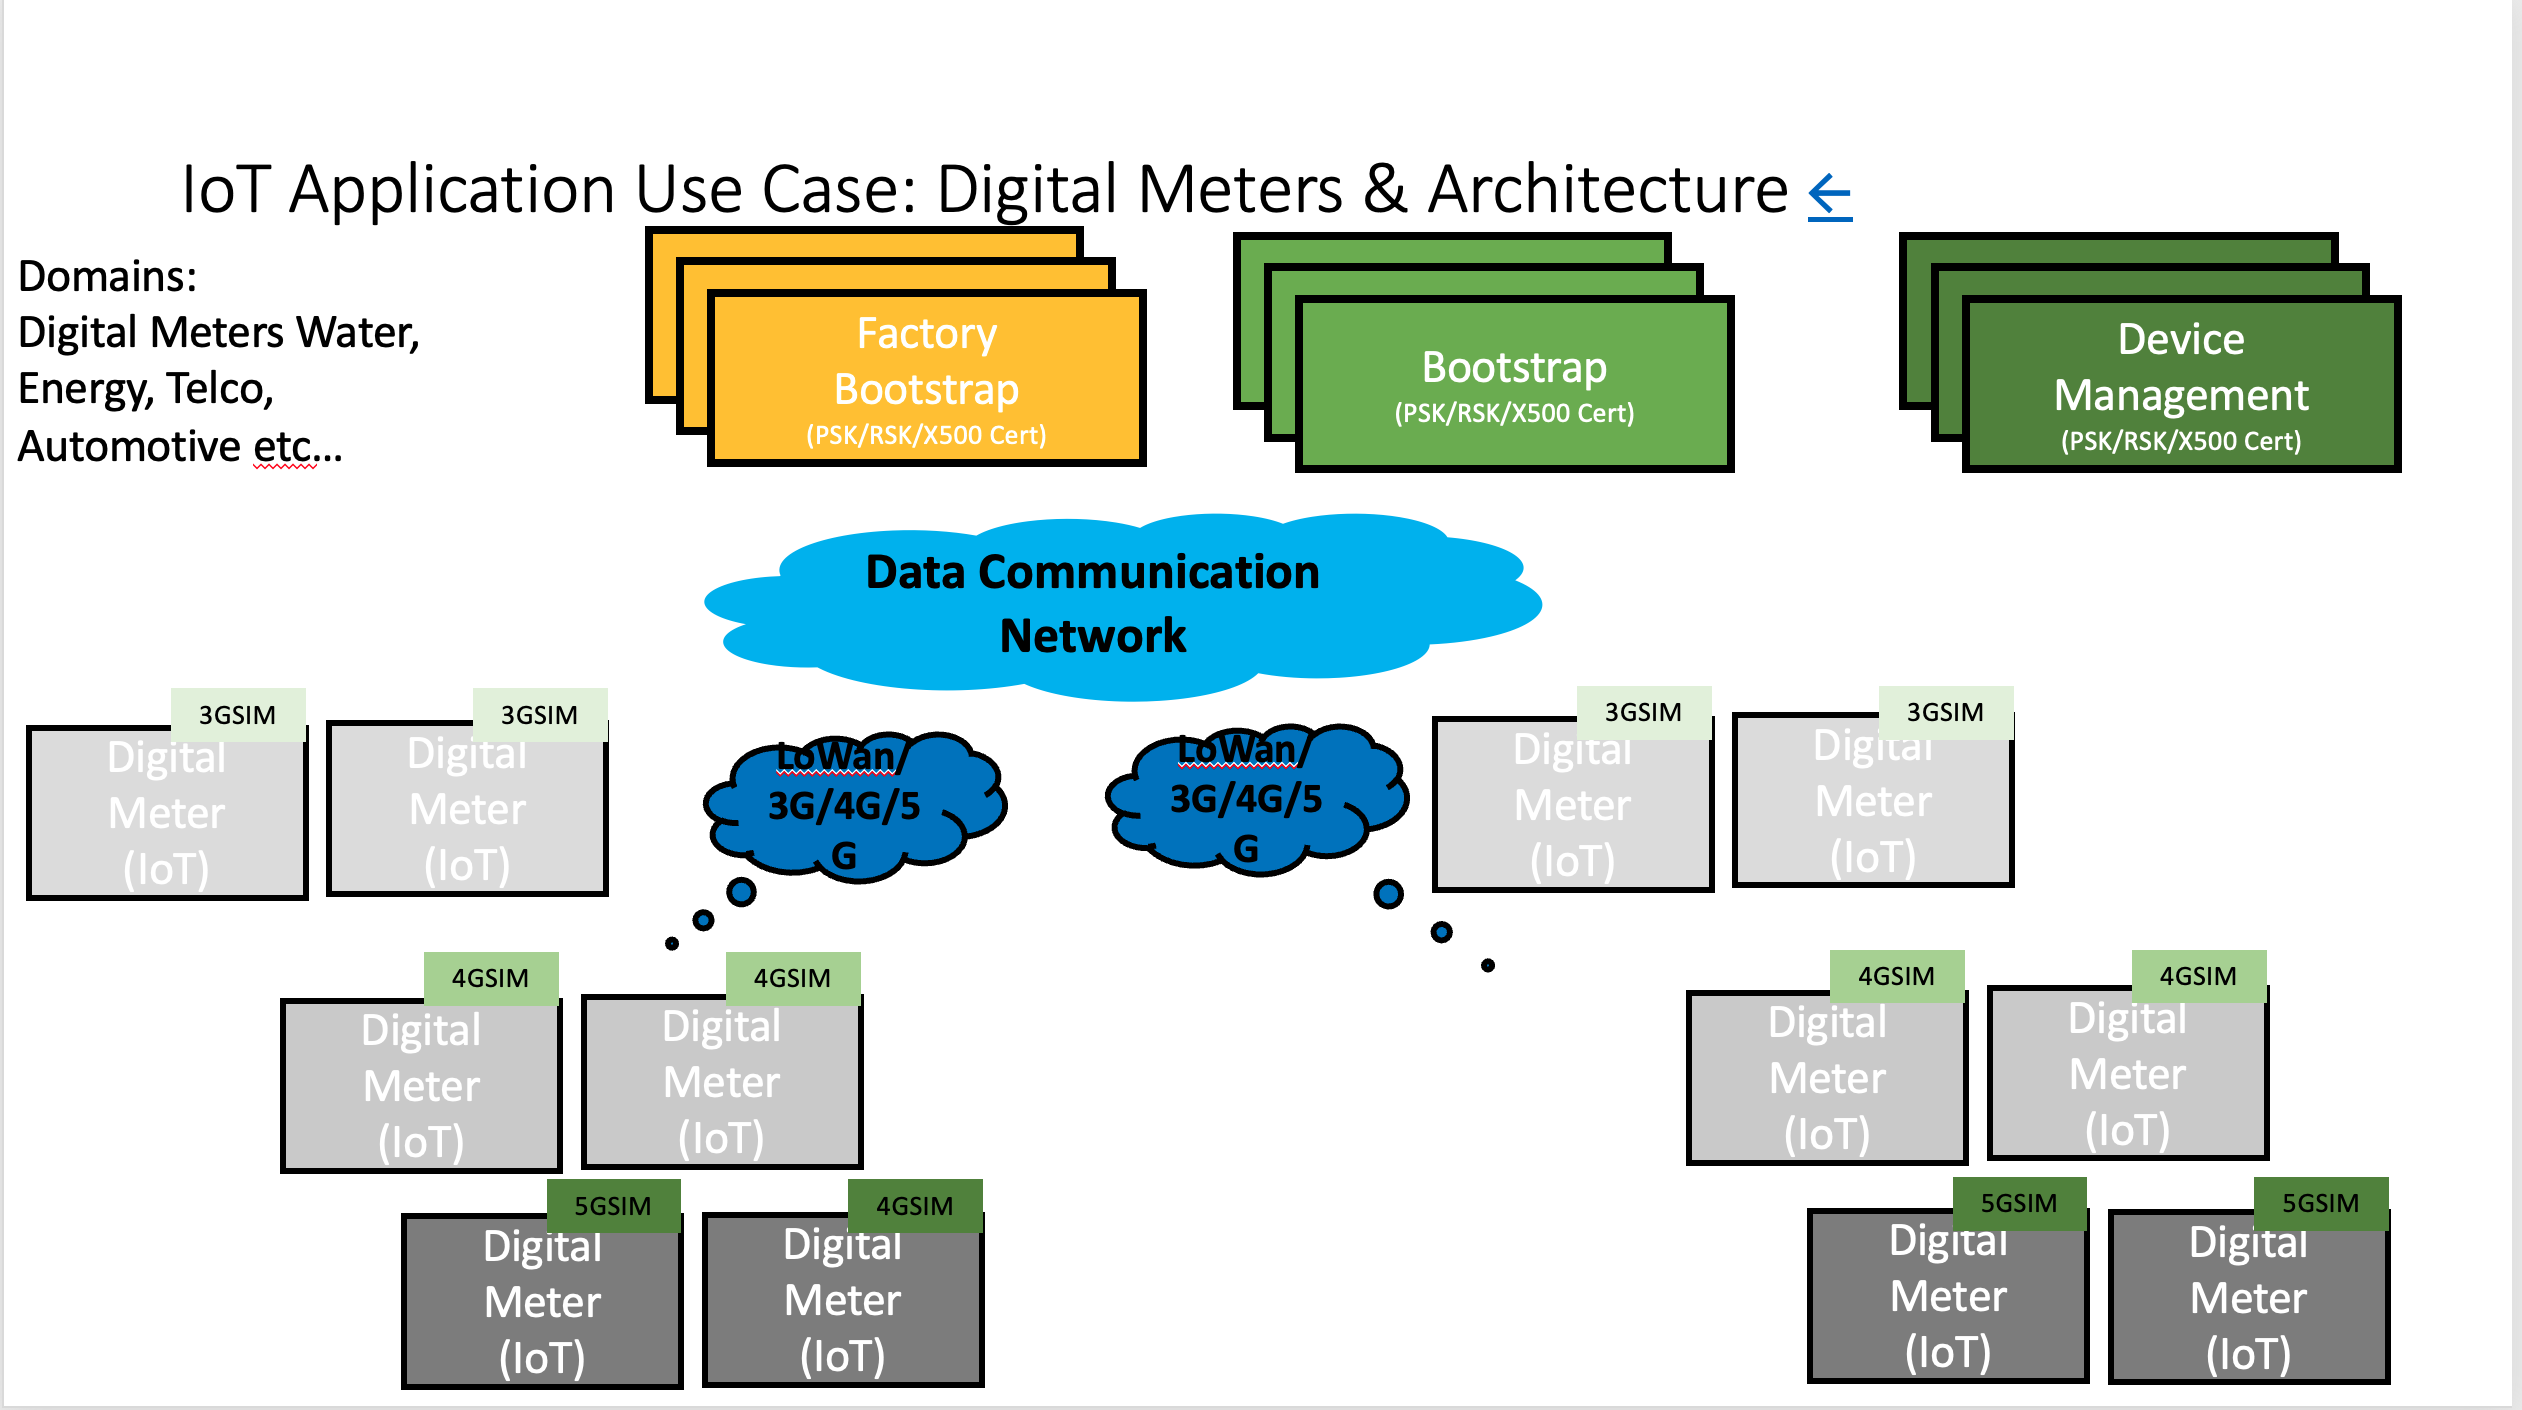 IoT Application Use Case: Digital Meters & Architecture ←
Domains:
Digital Meters Water,
Energy, Telco,
Automotive etc...
Factory
Bootstrap
(PSK/RSK/X500 Cert)
Bootstrap
(PSK/RSK/X500 Cert)
Device
Management
(PSK/RSK/X500 Cert)
Data Communication
Network
3GSIM
Digital
Meter
(IoT)
3GSIM
Digital
Meter
(IoT)
LoWan/
3G/4G/5
G
LoWan/
3G/4G/5
G
3GSIM
Digital
Meter
(IoT)
3GSIM
Digital
Meter
(IoT)
4GSIM
Digital
Meter
(IoT)
4GSIM
Digital
Meter
(IoT)
4GSIM
Digital
Meter
(IoT)
4GSIM
Digital
Meter
(IoT)
5GSIM
Digital
Meter
(IoT)
4GSIM
Digital
Meter
(IoT)
5GSIM
Digital
Meter
(IoT)
5GSIM
Digital
Meter
(IoT)